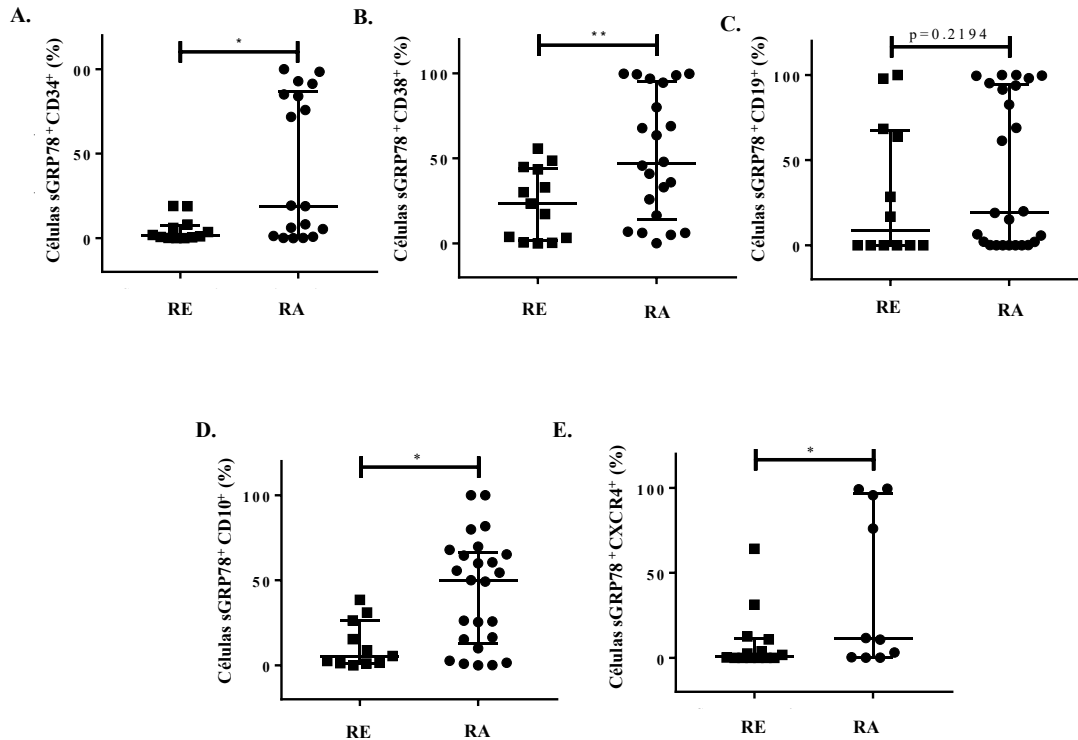 A.
*
Células sGRP78⁺CD34⁺ (%)
00
50
0
RE
RA
B.
**
Células sGRP78⁺CD38⁺ (%)
100
50
0
RE
RA
C.
p=0.2194
Células sGRP78⁺CD19⁺ (%)
100
50
0
RE
RA
D.
*
Células sGRP78⁺ CD10⁺ (%)
100
50
0
RE
RA
E.
*
Células sGRP78⁺CXCR4⁺ (%)
100
50
0
RE
RA